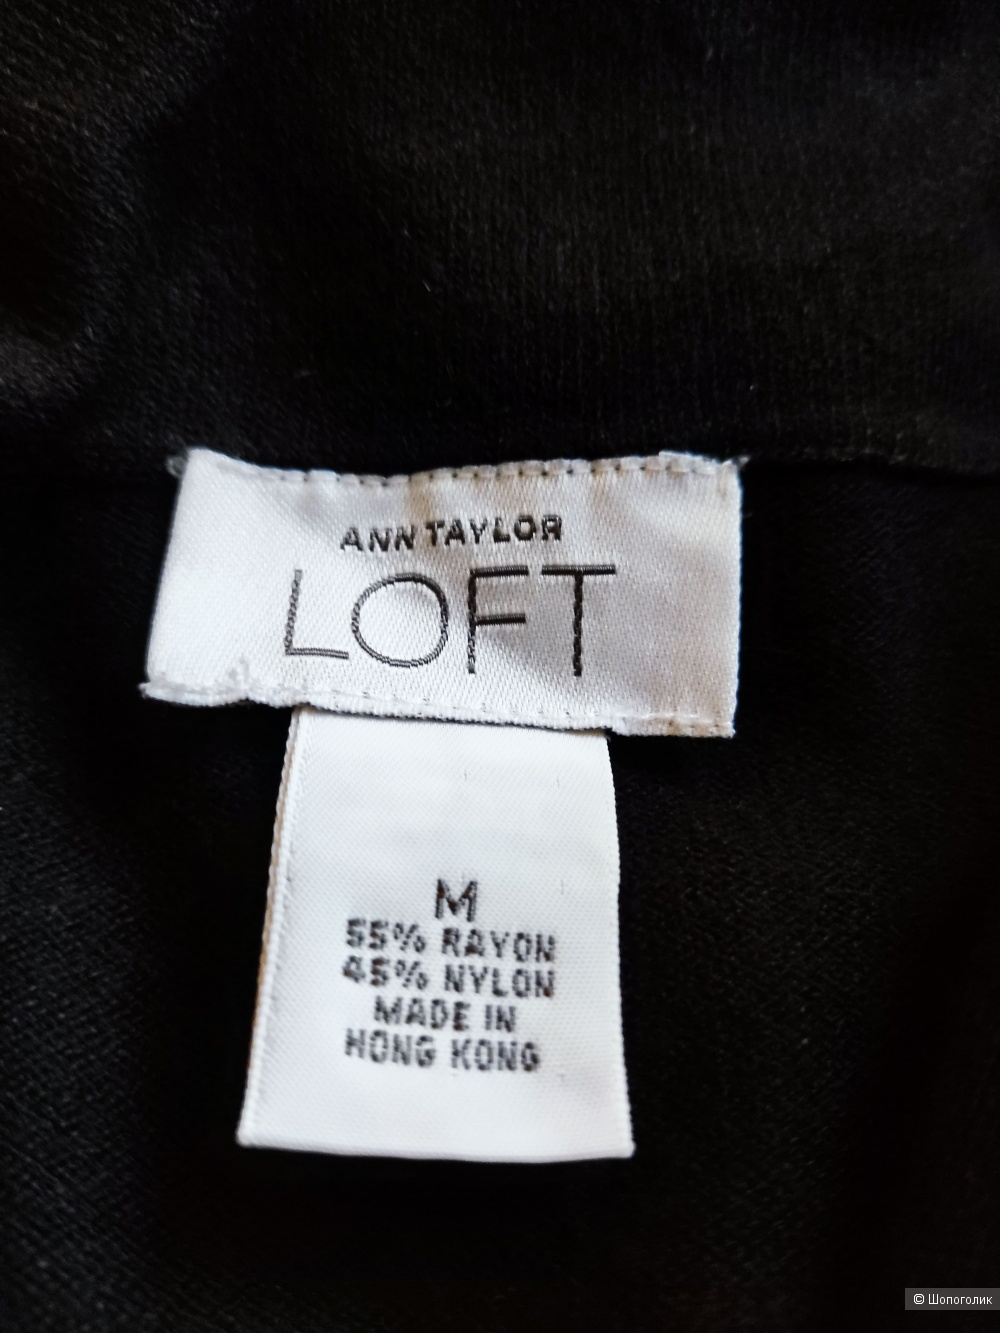 ANN TAYLOR
LOFT
M
55% RAYON
45% NYLON
MADE IN
HONG KONG
© Шопоголик